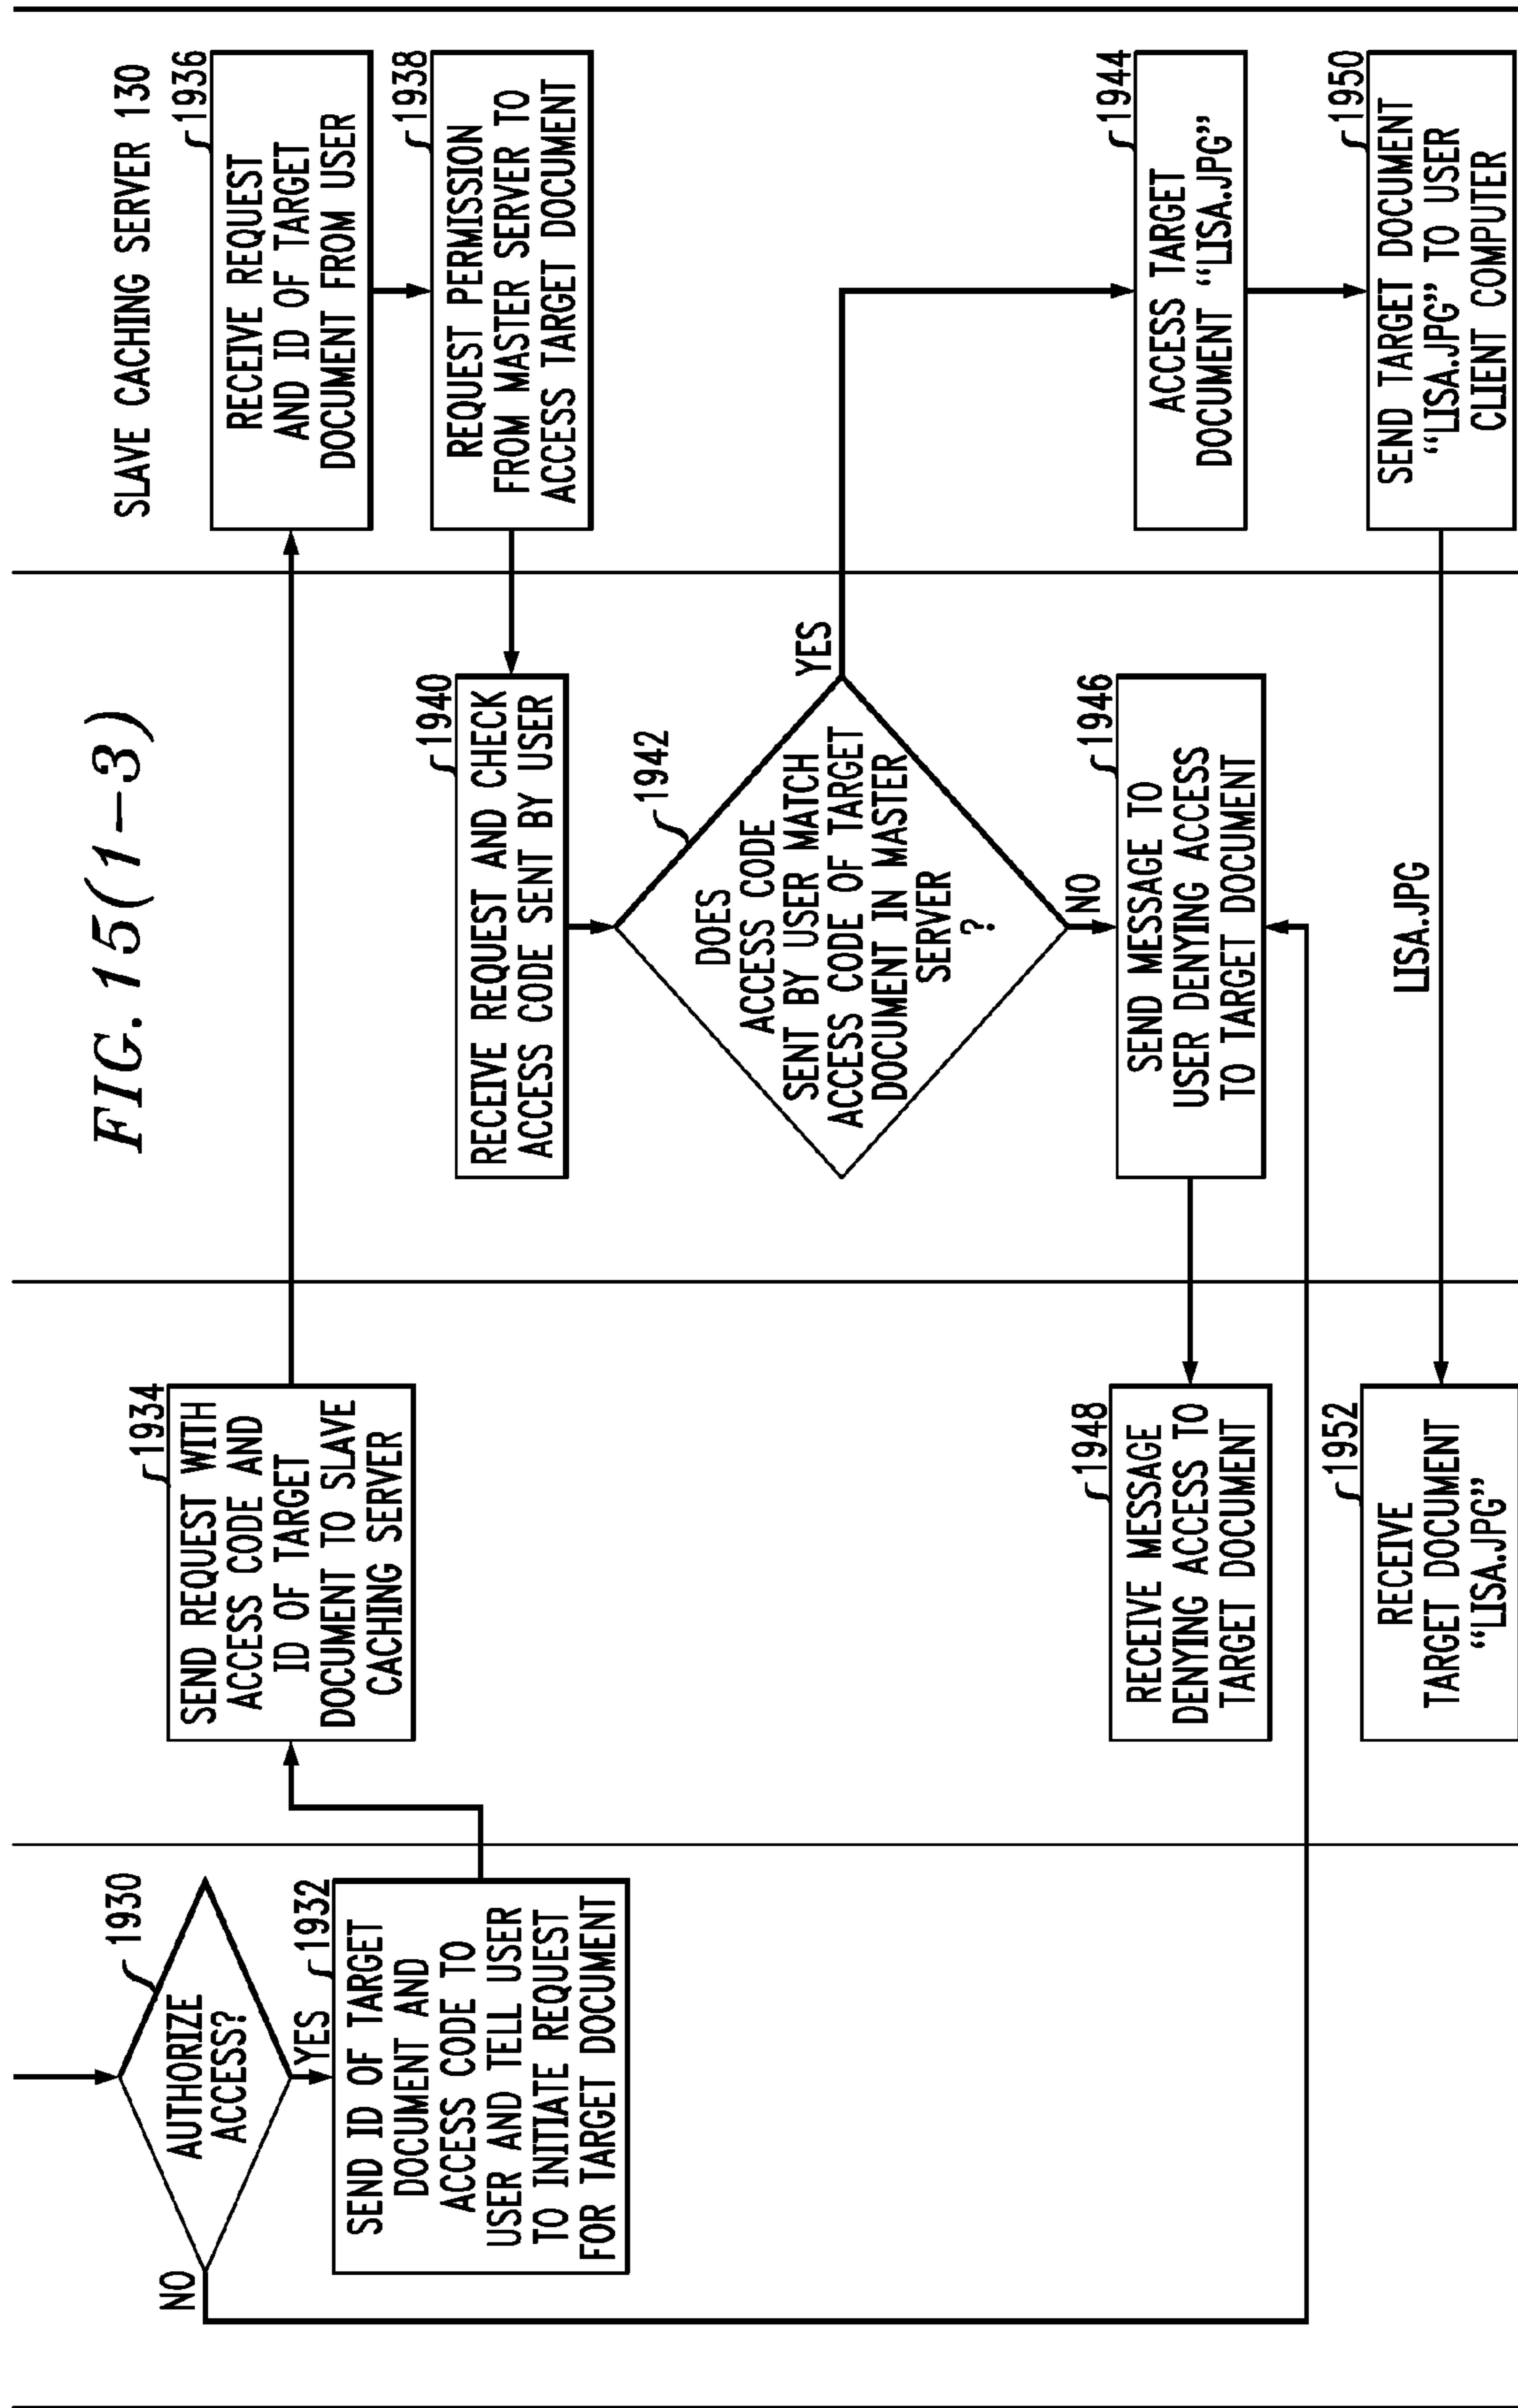 FIG. 15(1-3)
SLAVE CACHING SERVER 130
1930
AUTHORIZE
ACCESS?
NO
YES
1932
SEND ID OF TARGET
DOCUMENT AND
ACCESS CODE TO
USER AND TELL USER
TO INITIATE REQUEST
FOR TARGET DOCUMENT
1934
SEND REQUEST WITH
ACCESS CODE AND
ID OF TARGET
DOCUMENT TO SLAVE
CACHING SERVER
1936
RECEIVE REQUEST
AND ID OF TARGET
DOCUMENT FROM USER
1938
REQUEST PERMISSION
FROM MASTER SERVER TO
ACCESS TARGET DOCUMENT
1940
RECEIVE REQUEST AND CHECK
ACCESS CODE SENT BY USER
1942
DOES
ACCESS CODE
SENT BY USER MATCH
ACCESS CODE OF TARGET
DOCUMENT IN MASTER
SERVER
?
YES
NO
1944
ACCESS TARGET
DOCUMENT "LISA.JPG"
1946
SEND MESSAGE TO
USER DENYING ACCESS
TO TARGET DOCUMENT
1948
RECEIVE MESSAGE
DENYING ACCESS TO
TARGET DOCUMENT
1950
SEND TARGET DOCUMENT
"LISA.JPG" TO USER
CLIENT COMPUTER
LISA.JPG
1952
RECEIVE
TARGET DOCUMENT
"LISA.JPG"